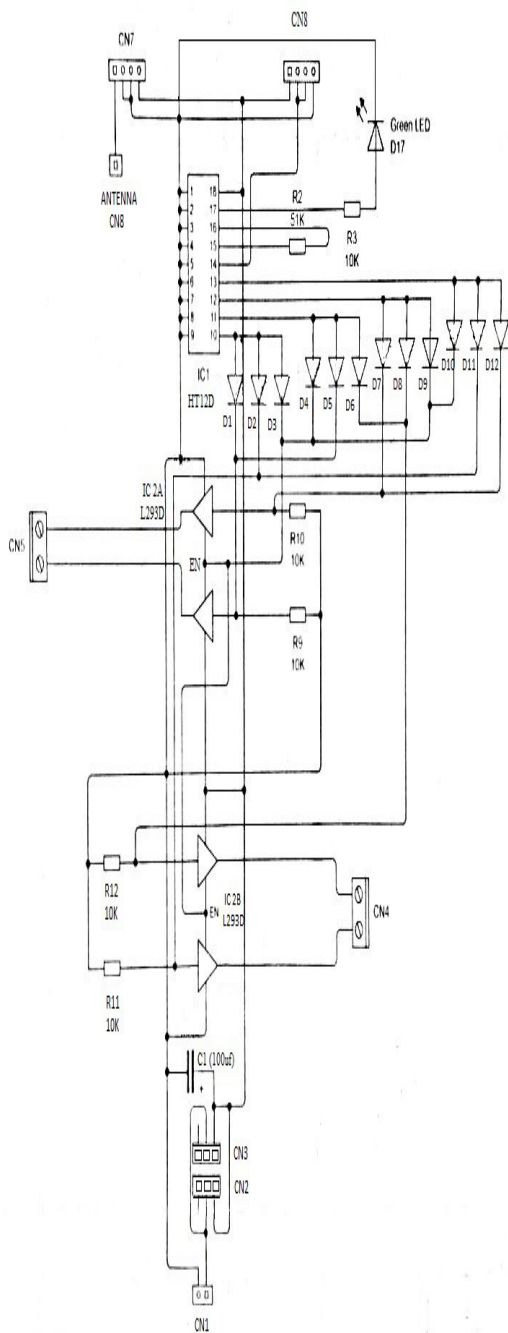 CN8
CN7
Green LED
D17
ANTENNA
CN8
1 18
2 17
3 16
4 15
5 14
6 13
7 12
8 11
9 10
R2
51K
R3
10K
IC1
HT12D
D1
D2
D3
D4
D5
D6
D7
D8
D9
D10
D11
D12
IC 2A
L293D
CN5
EN
R10
10K
R9
10K
R12
10K
IC 2B
L293D
EN
CN4
R11
10K
C1 (100uf)
+
CN3
CN2
CN1